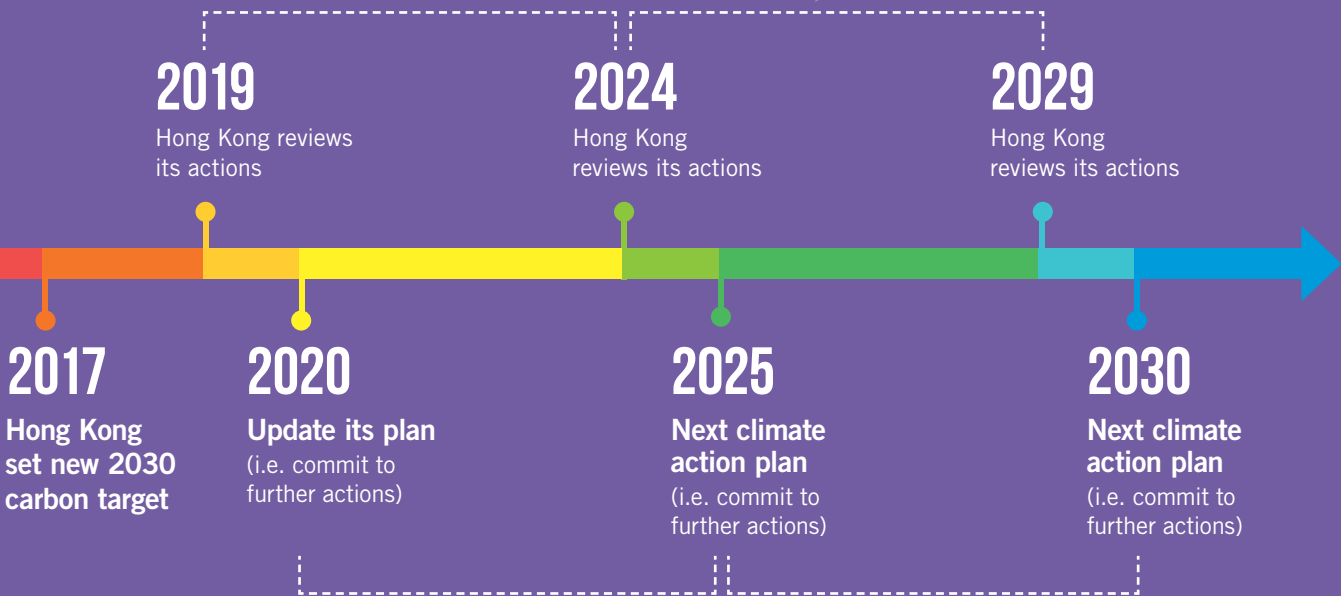 2019
Hong Kong reviews
its actions
2024
Hong Kong
reviews its actions
2029
Hong Kong
reviews its actions
2017
Hong Kong
set new 2030
carbon target
2020
Update its plan
(i.e. commit to
further actions)
2025
Next climate
action plan
(i.e. commit to
further actions)
2030
Next climate
action plan
(i.e. commit to
further actions)